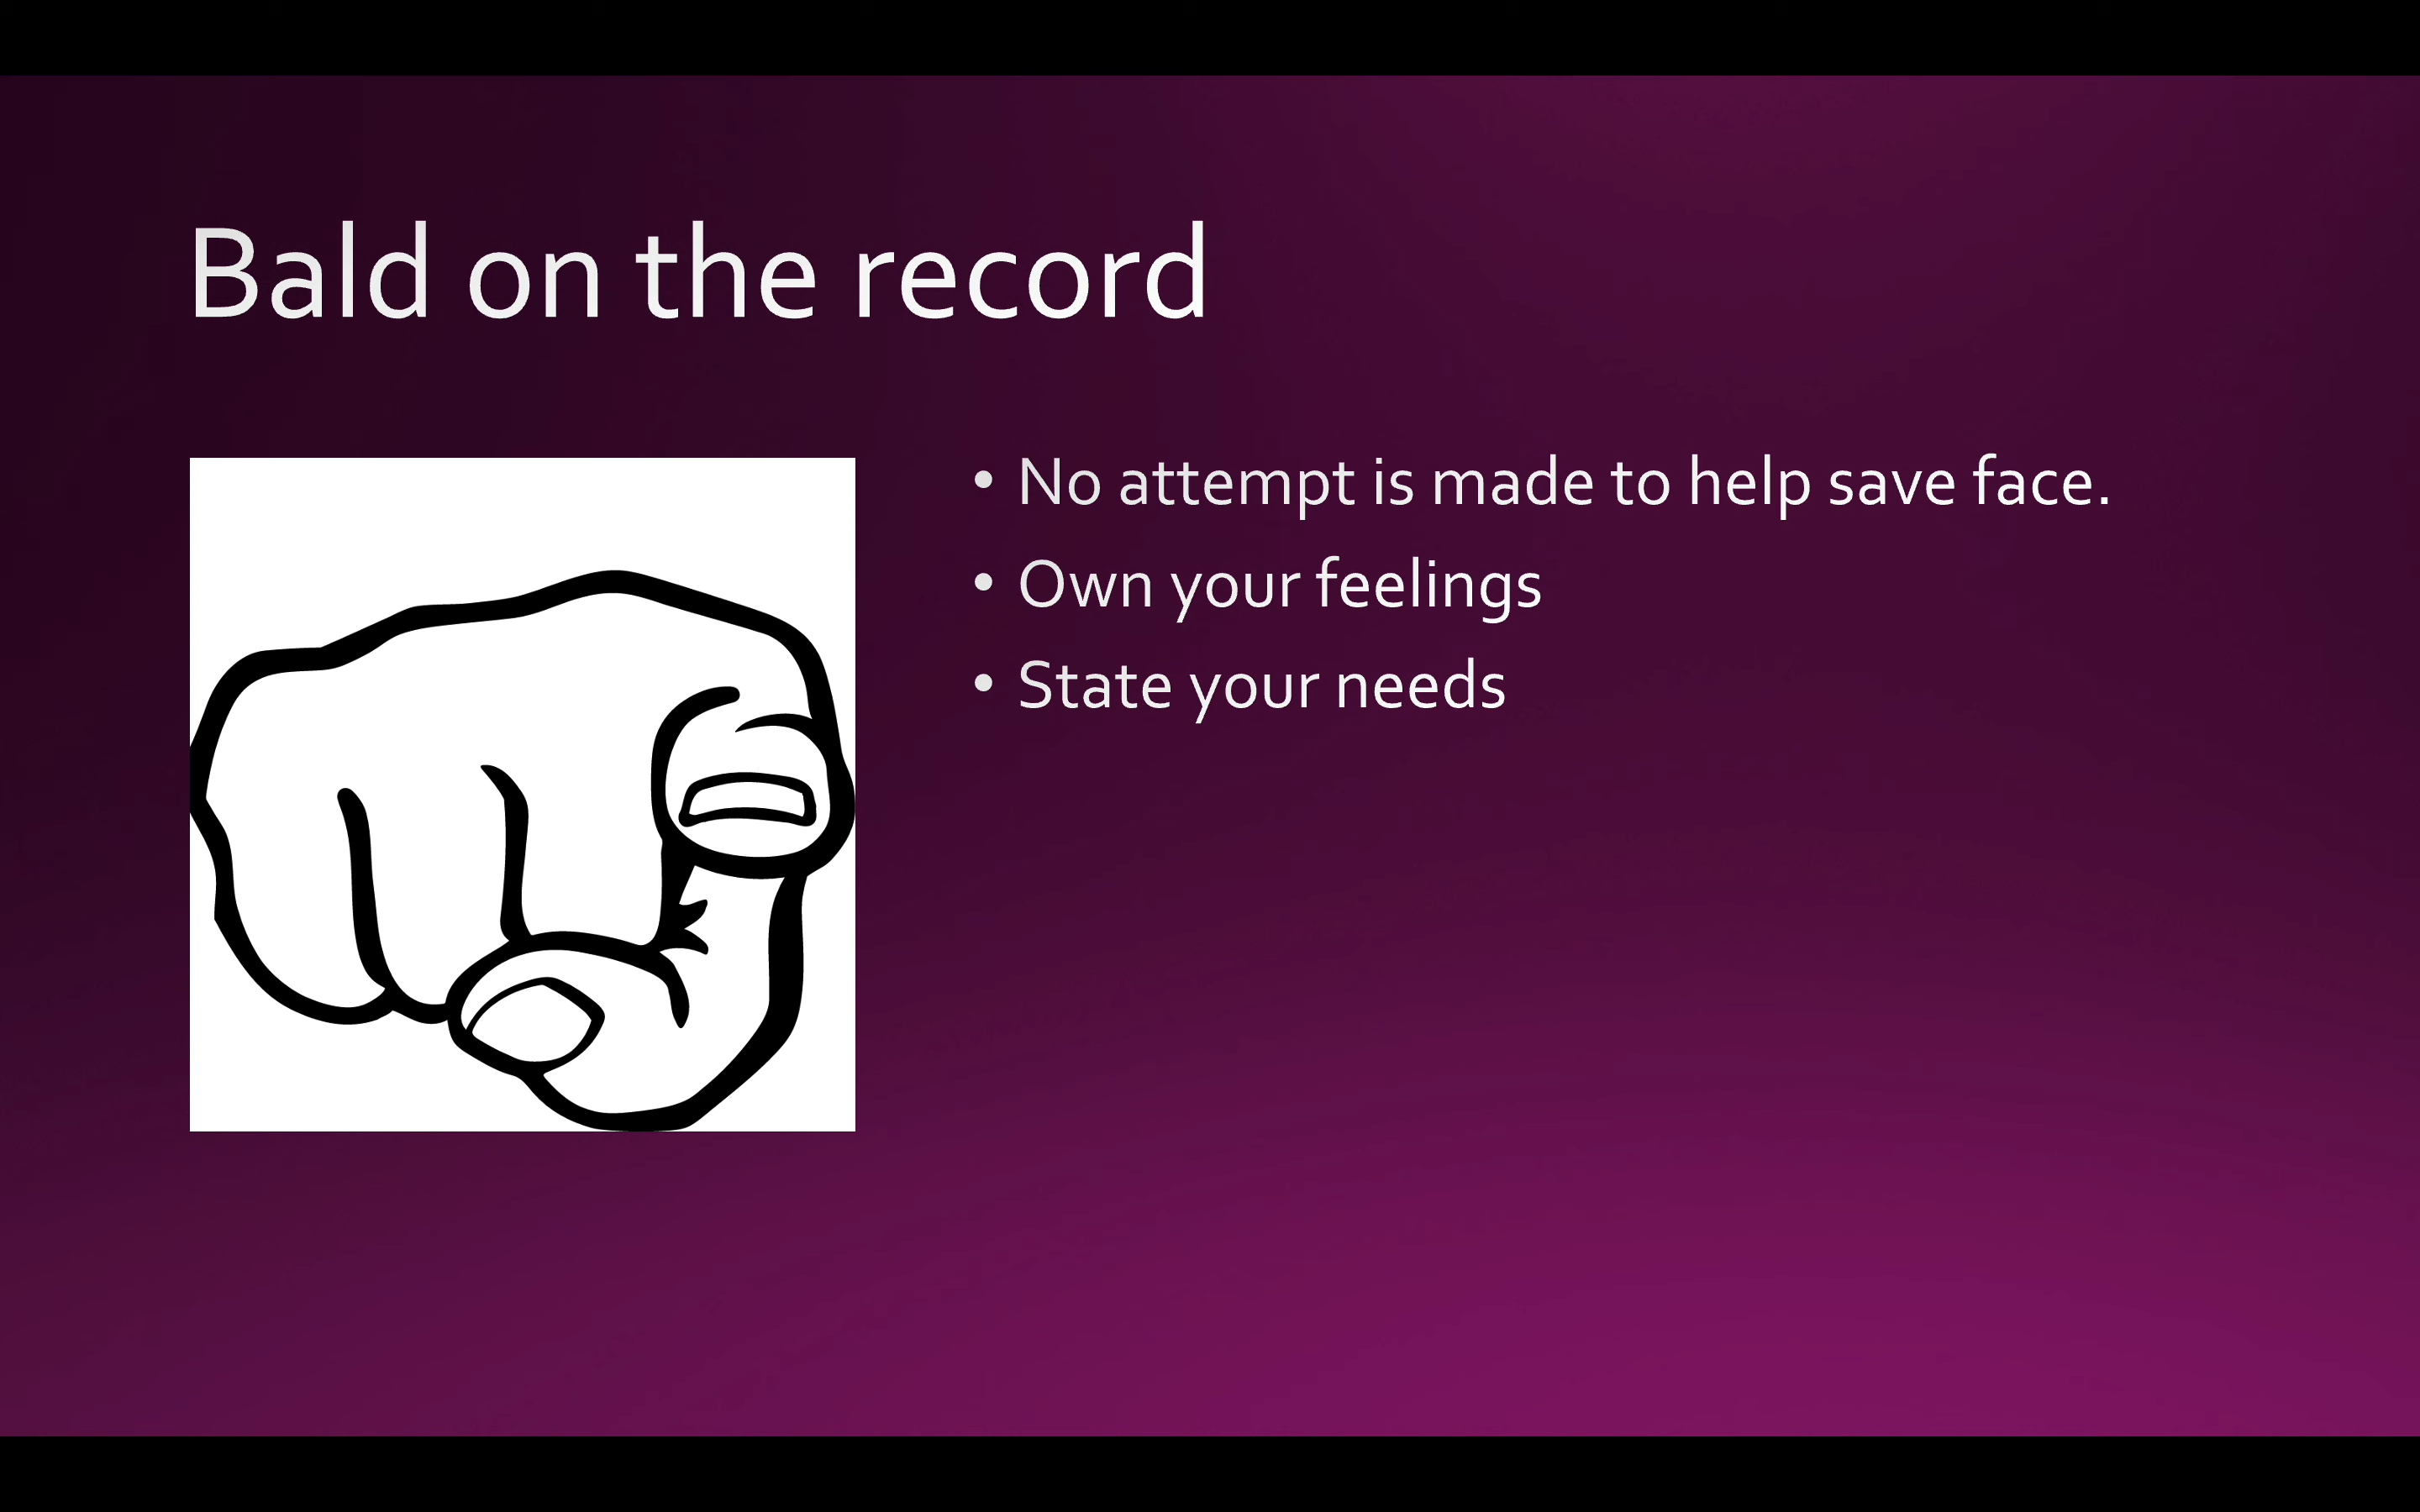 Bald on the record
• No attempt is made to help save face.
• Own your feelings
• State your needs